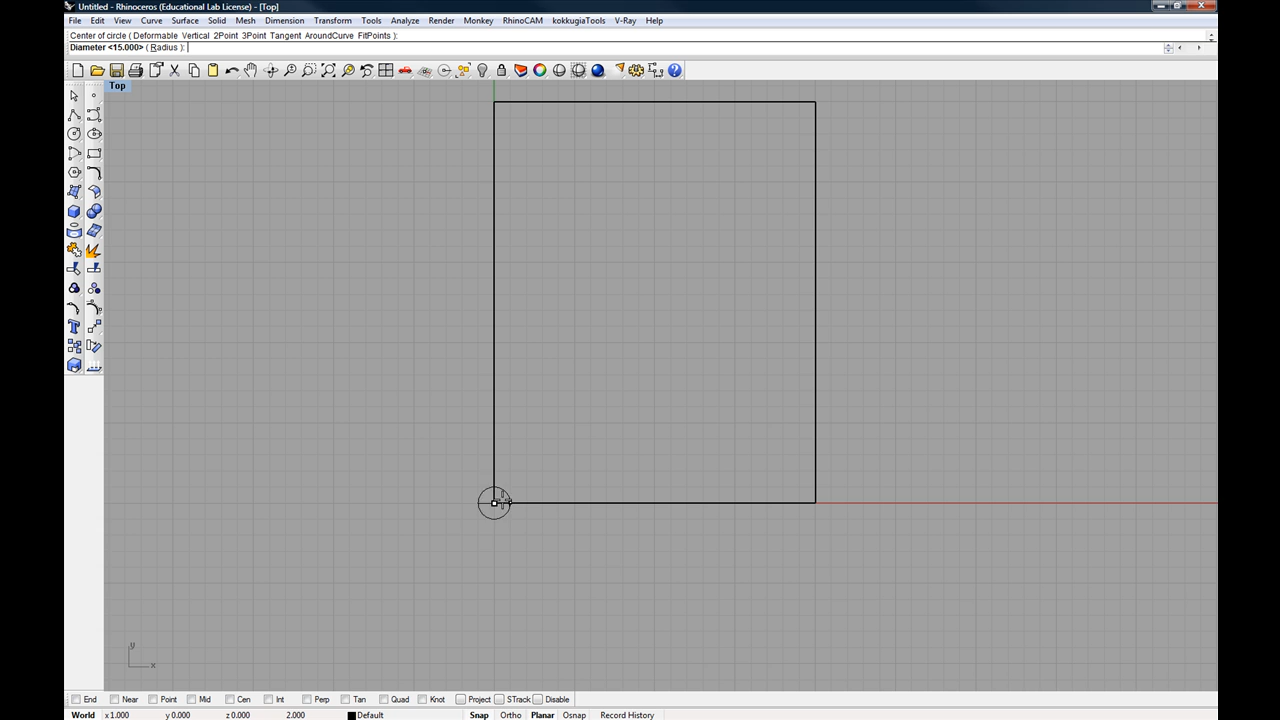 Untitled - Rhinoceros (Educational Lab License) - [Top]
File Edit View Curve Surface Solid Mesh Dimension Transform Tools Analyze Render Monkey RhinoCAM kokkugiaTools V-Ray Help
Center of circle ( Deformable Vertical 2Point 3Point Tangent AroundCurve FitPoints ):
Diameter <15.000> ( Radius ):
Top
y
x
End Near Point Mid Cen Int Perp Tan Quad Knot Project STrack Disable
World x 1.000 y 0.000 z 0.000 2.000 Default Snap Ortho Planar Osnap Record History